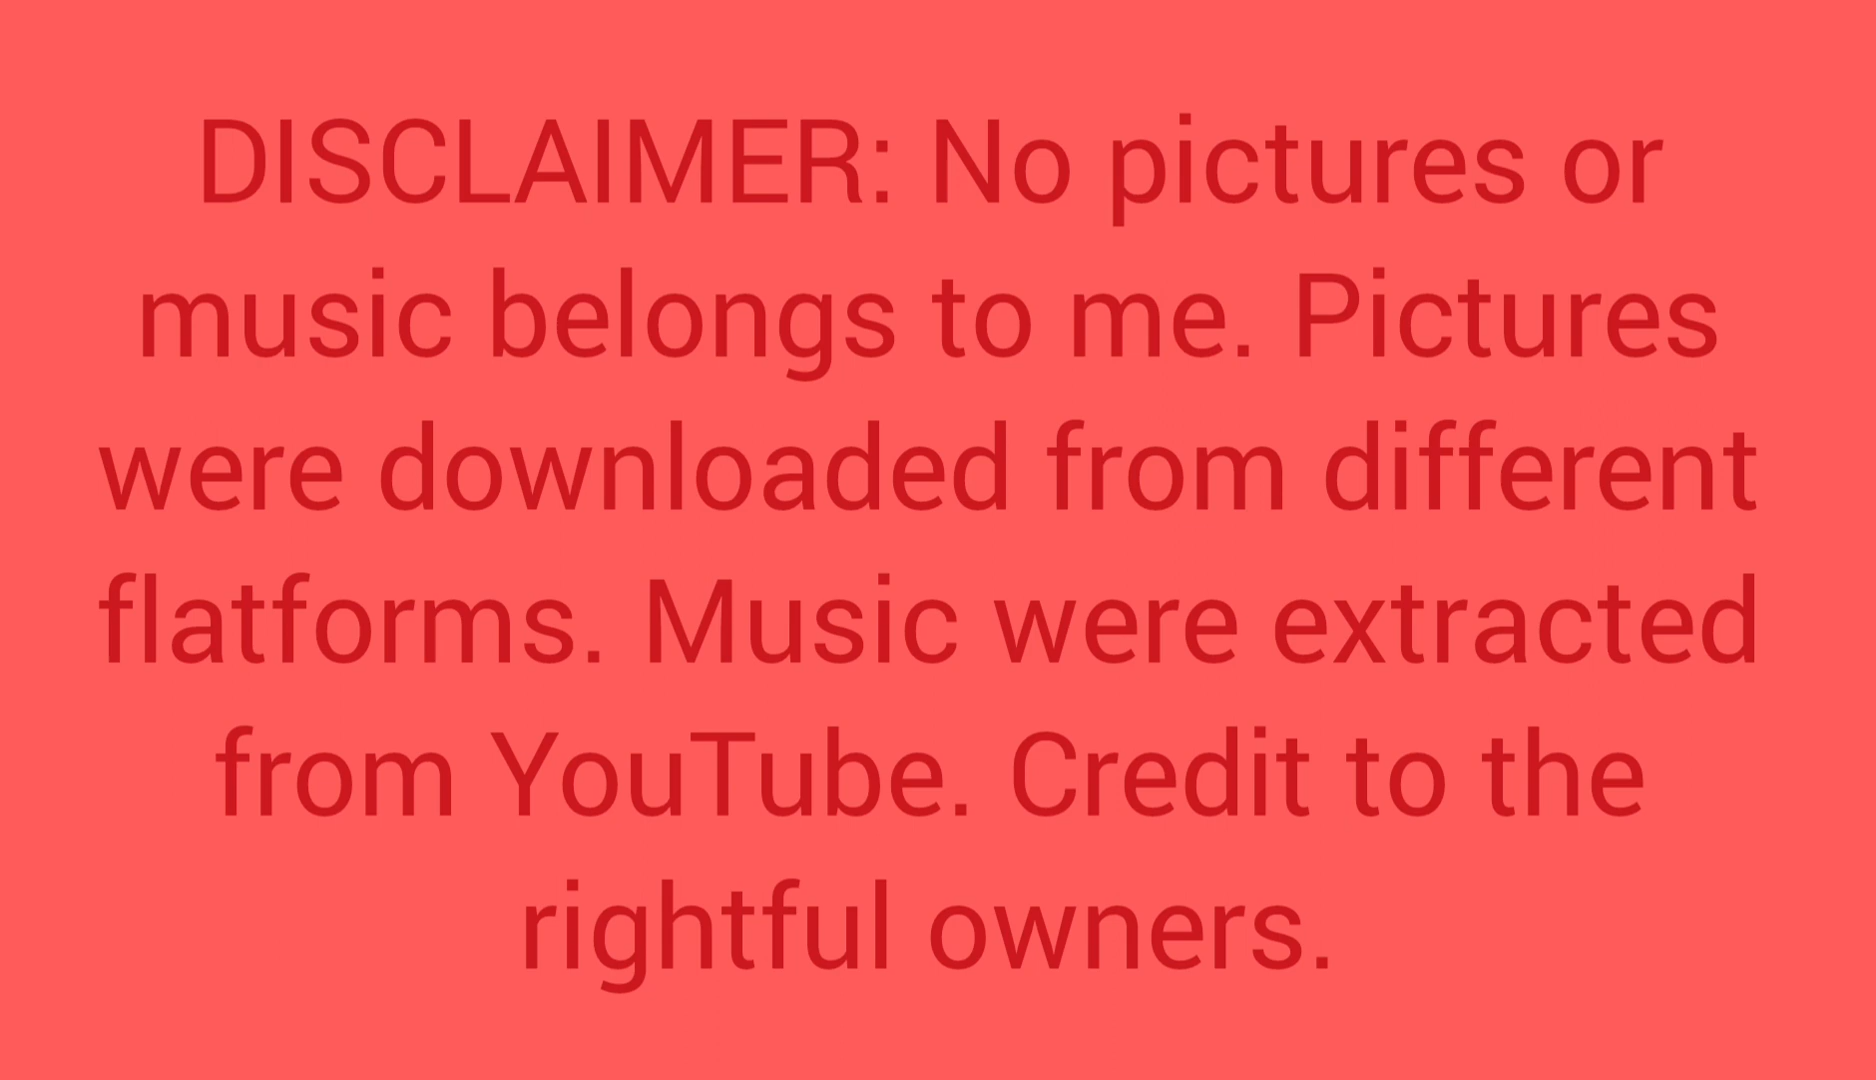 DISCLAIMER: No pictures or
music belongs to me. Pictures
were downloaded from different
flatforms. Music were extracted
from YouTube. Credit to the
rightful owners.